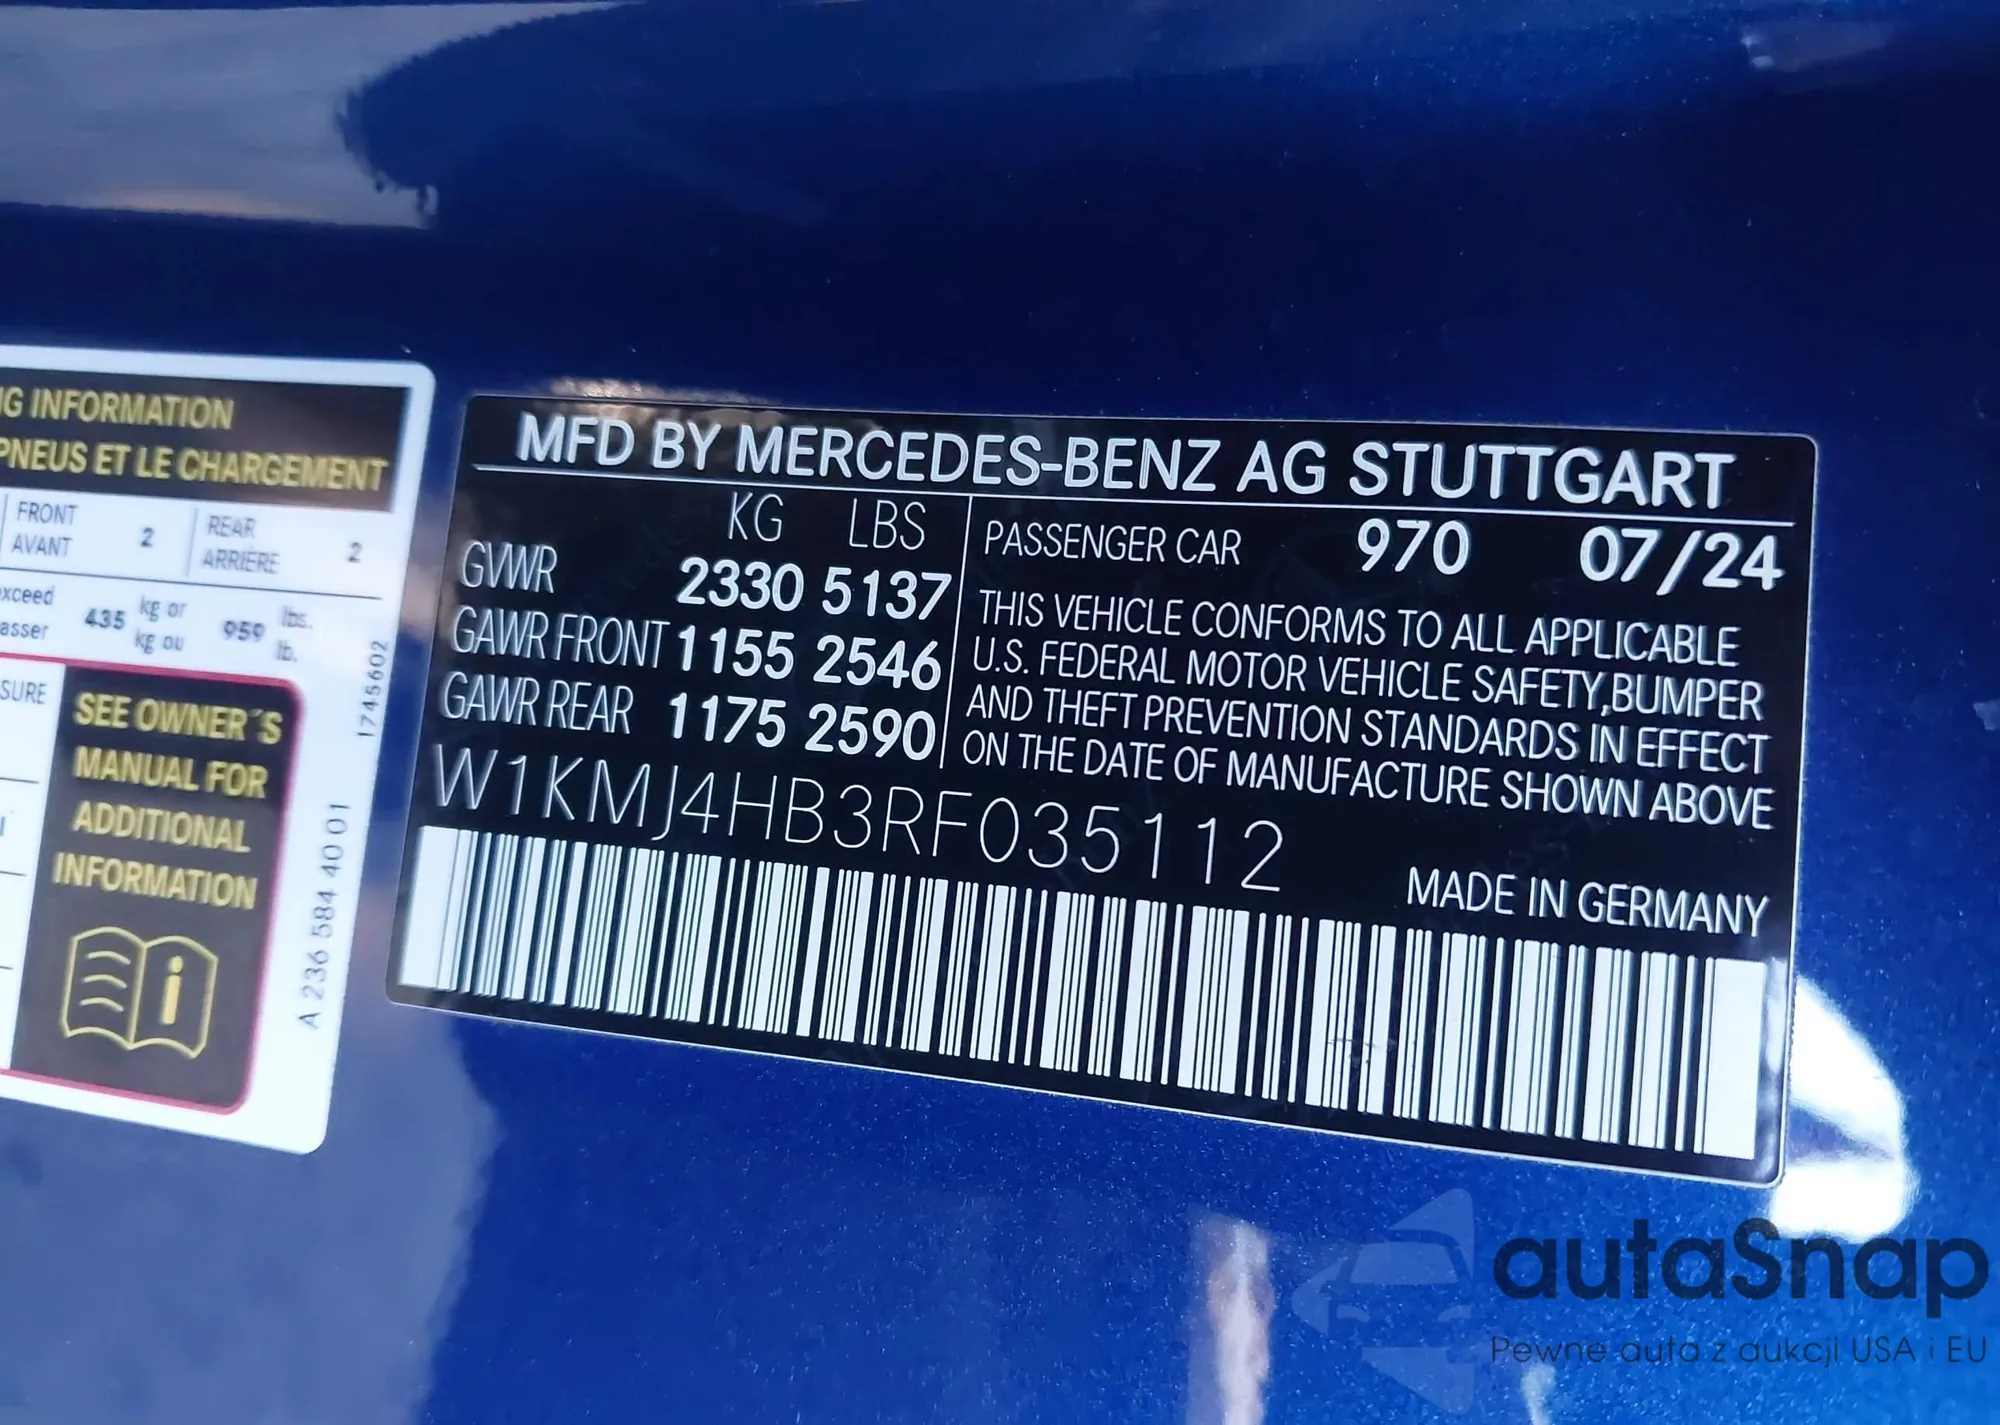 NG INFORMATION
PNEUS ET LE CHARGEMENT
FRONT 2 REAR 2
AVANT ARRIÈRE
xceed 435 kg or 959 lbs.
asser kg ou lb.
SURE
SEE OWNER´S
MANUAL FOR
ADDITIONAL
INFORMATION
i
1745602
A 236 584 40 01
MFD BY MERCEDES-BENZ AG STUTTGART
KG LBS
GVWR 2330 5137
GAWR FRONT 1155 2546
GAWR REAR 1175 2590
PASSENGER CAR 970 07/24
THIS VEHICLE CONFORMS TO ALL APPLICABLE
U.S. FEDERAL MOTOR VEHICLE SAFETY,BUMPER
AND THEFT PREVENTION STANDARDS IN EFFECT
ON THE DATE OF MANUFACTURE SHOWN ABOVE
W1KMJ4HB3RF035112
MADE IN GERMANY
autaSnap
Pewne auta z aukcji USA i EU